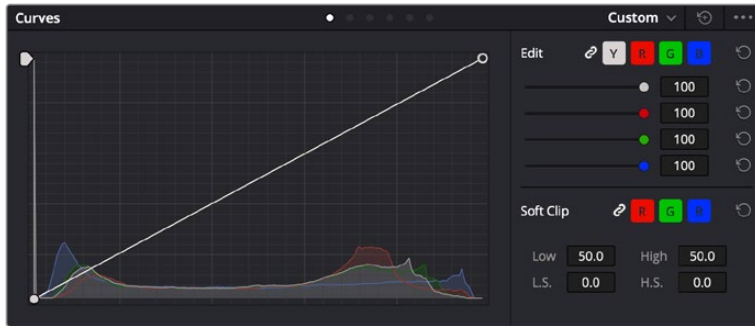 Curves
Custom
Edit Y R G B
100
100
100
100
Soft Clip R G B
Low 50.0 High 50.0
L.S. 0.0 H.S. 0.0